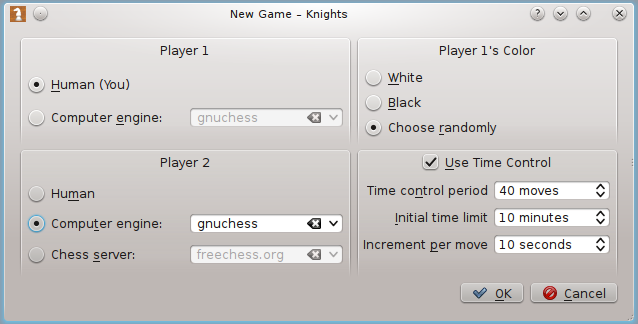 New Game – Knights
Player 1
Human (You)
Computer engine: gnuchess
Player 2
Human
Computer engine: gnuchess
Chess server: freechess.org
Player 1's Color
White
Black
Choose randomly
Use Time Control
Time control period 40 moves
Initial time limit 10 minutes
Increment per move 10 seconds
OK Cancel